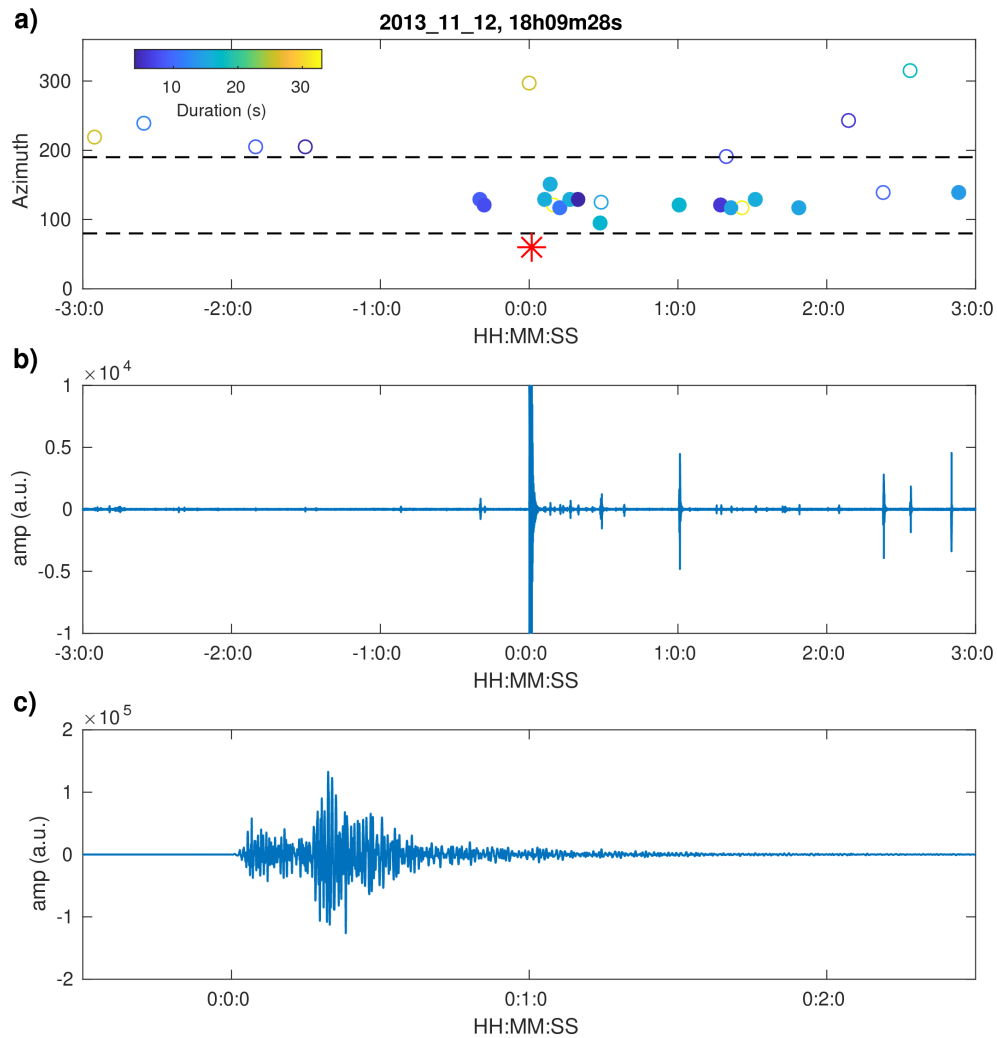 a)
2013_11_12, 18h09m28s
300
200
100
0
Azimuth
10 20 30
Duration (s)
-3:0:0 -2:0:0 -1:0:0 0:0:0 1:0:0 2:0:0 3:0:0
HH:MM:SS
b)
×10^4
1
0.5
0
-0.5
-1
amp (a.u.)
-3:0:0 -2:0:0 -1:0:0 0:0:0 1:0:0 2:0:0 3:0:0
HH:MM:SS
c)
×10^5
2
1
0
-1
-2
amp (a.u.)
0:0:0 0:1:0 0:2:0
HH:MM:SS